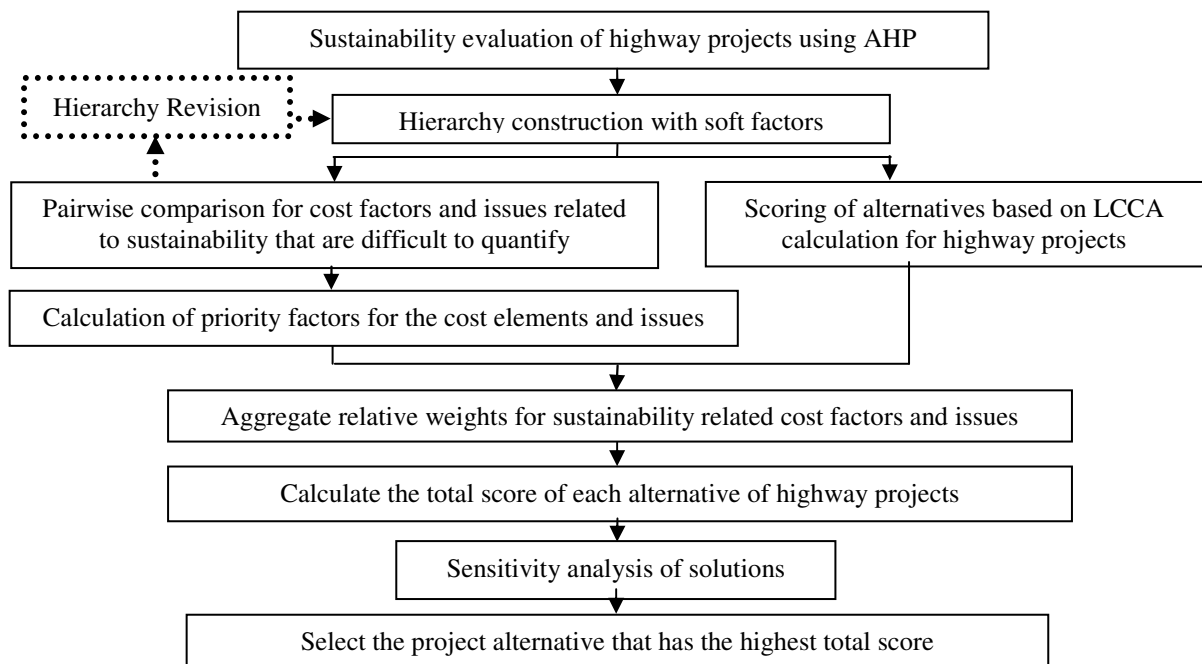 Sustainability evaluation of highway projects using AHP
Hierarchy Revision
Hierarchy construction with soft factors
Pairwise comparison for cost factors and issues related
to sustainability that are difficult to quantify
Scoring of alternatives based on LCCA
calculation for highway projects
Calculation of priority factors for the cost elements and issues
Aggregate relative weights for sustainability related cost factors and issues
Calculate the total score of each alternative of highway projects
Sensitivity analysis of solutions
Select the project alternative that has the highest total score